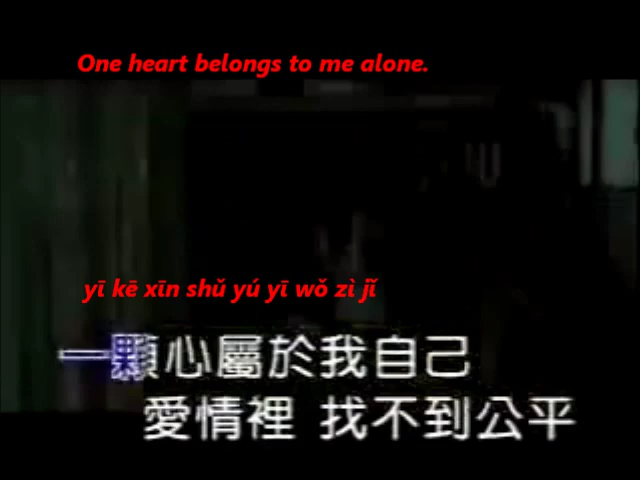 One heart belongs to me alone.
yī kē xīn shǔ yú yī wǒ zì jǐ
一顆心屬於我自己
愛情裡 找不到公平